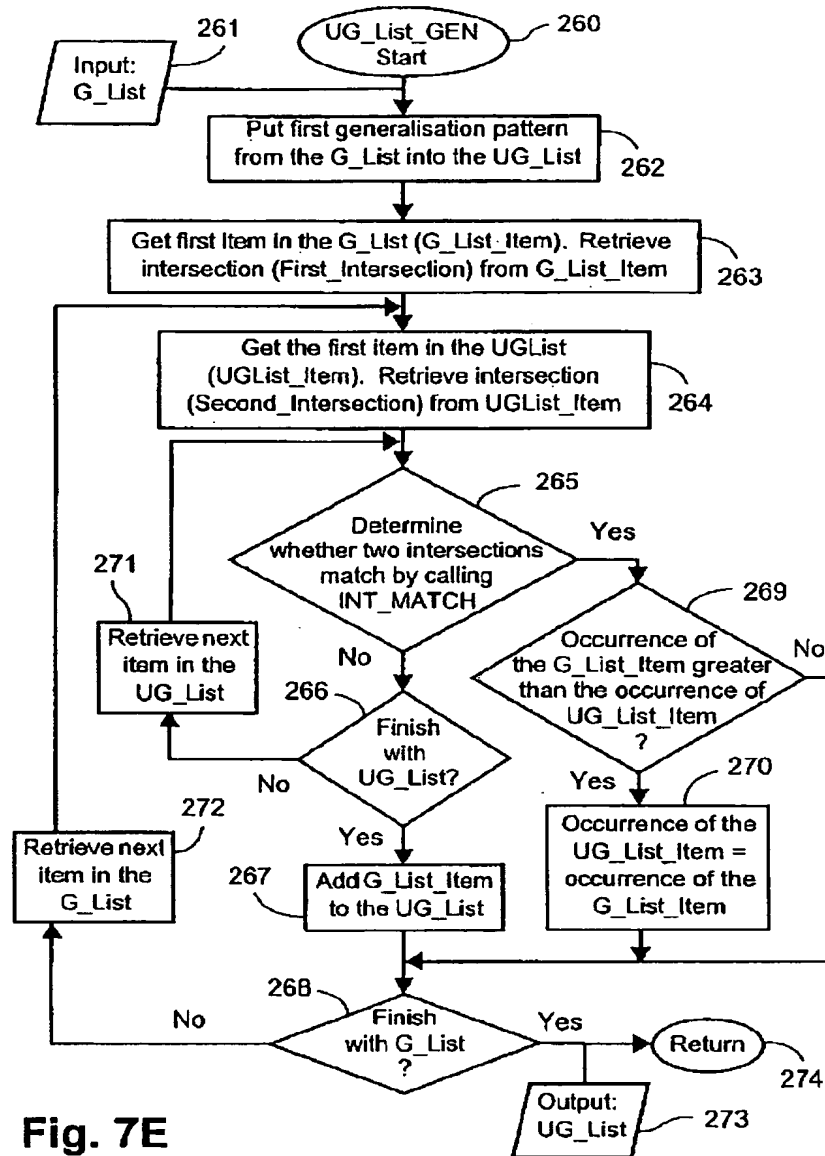 261
Input:
G_List
UG_List_GEN
Start
260
Put first generalisation pattern
from the G_List into the UG_List
262
Get first item in the G_List (G_List_Item). Retrieve
intersection (First_Intersection) from G_List_Item
263
Get the first item in the UGList
(UGList_Item). Retrieve intersection
(Second_Intersection) from UGList_Item
264
265
Determine
whether two intersections
match by calling
INT_MATCH
Yes
No
271
Retrieve next
item in the
UG_List
269
Occurrence of
the G_List_Item greater
than the occurrence of
UG_List_Item
?
No
Yes
266
Finish
with
UG_List?
No
Yes
270
Occurrence of the
UG_List_Item =
occurrence of the
G_List_Item
272
Retrieve next
item in the
G_List
267
Add G_List_Item
to the UG_List
268
Finish
with G_List
?
No
Yes
Return
274
Output:
UG_List
273
Fig. 7E